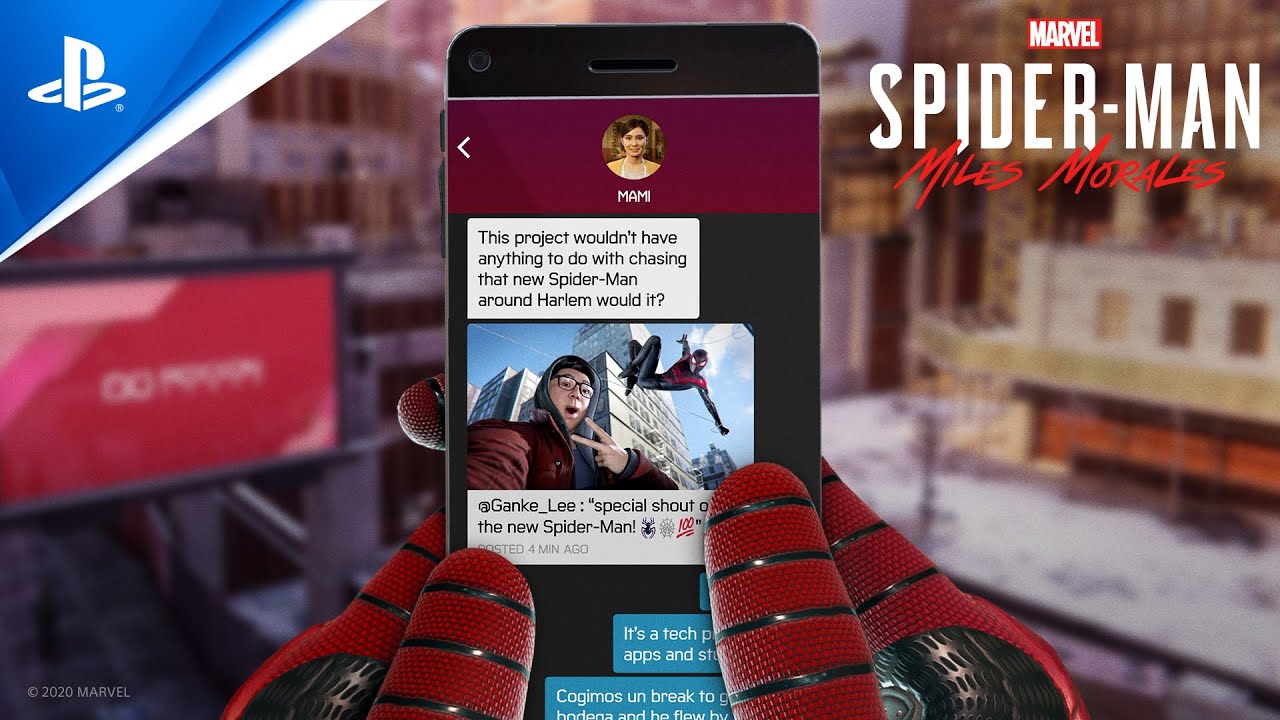 MARVEL
SPIDER-MAN
MILES MORALES
MAMI
This project wouldn't have
anything to do with chasing
that new Spider-Man
around Harlem would it?
@Ganke_Lee : "special shout o
the new Spider-Man! 🕷🕸💯"
POSTED 4 MIN AGO
It's a tech p
apps and stu
Cogimos un break to g
bodega and he flew by
© 2020 MARVEL